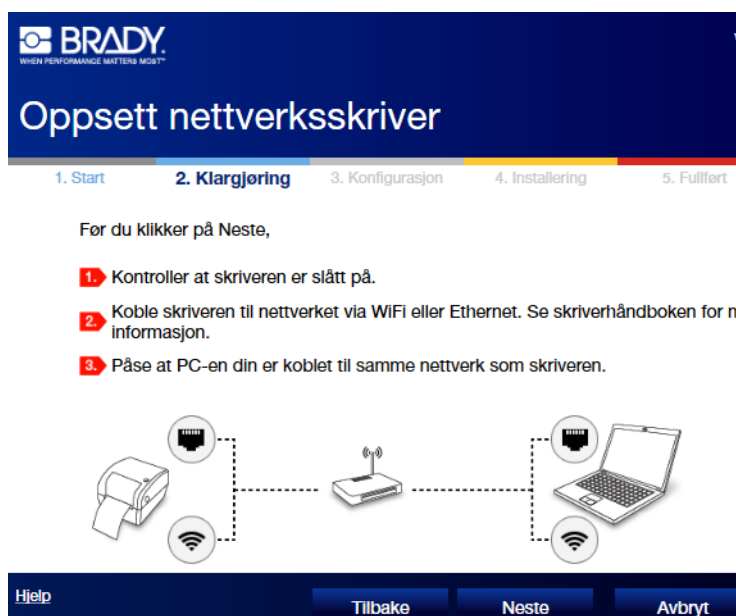 BRADY.
WHEN PERFORMANCE MATTERS MOST™
Oppsett nettverksskriver
1. Start
2. Klargjøring
3. Konfigurasjon
4. Installering
5. Fullført
Før du klikker på Neste,
1. Kontroller at skriveren er slått på.
2. Koble skriveren til nettverket via WiFi eller Ethernet. Se skriverhåndboken for
informasjon.
3. Påse at PC-en din er koblet til samme nettverk som skriveren.
Hjelp
Tilbake
Neste
Avbryt